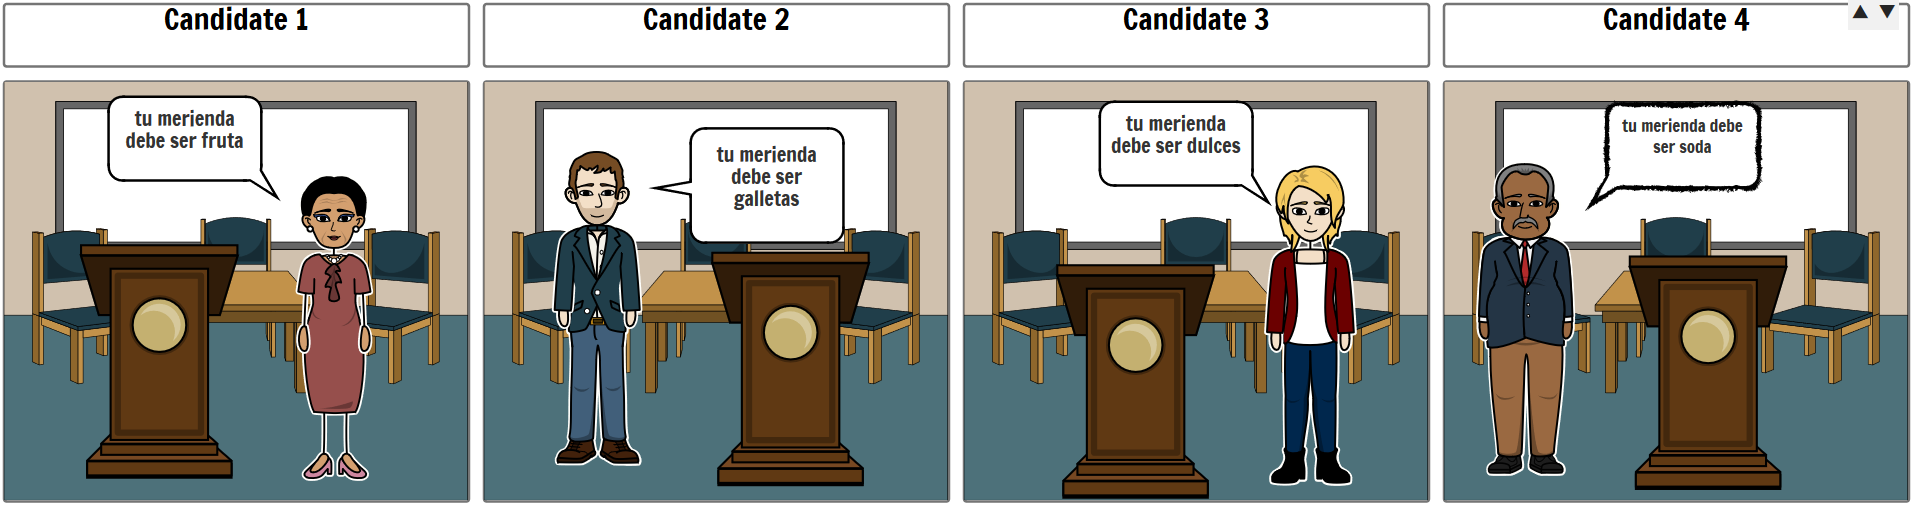 Candidate 1
Candidate 2
Candidate 3
Candidate 4
tu merienda
debe ser fruta
tu merienda
debe ser
galletas
tu merienda
debe ser dulces
tu merienda debe
ser soda